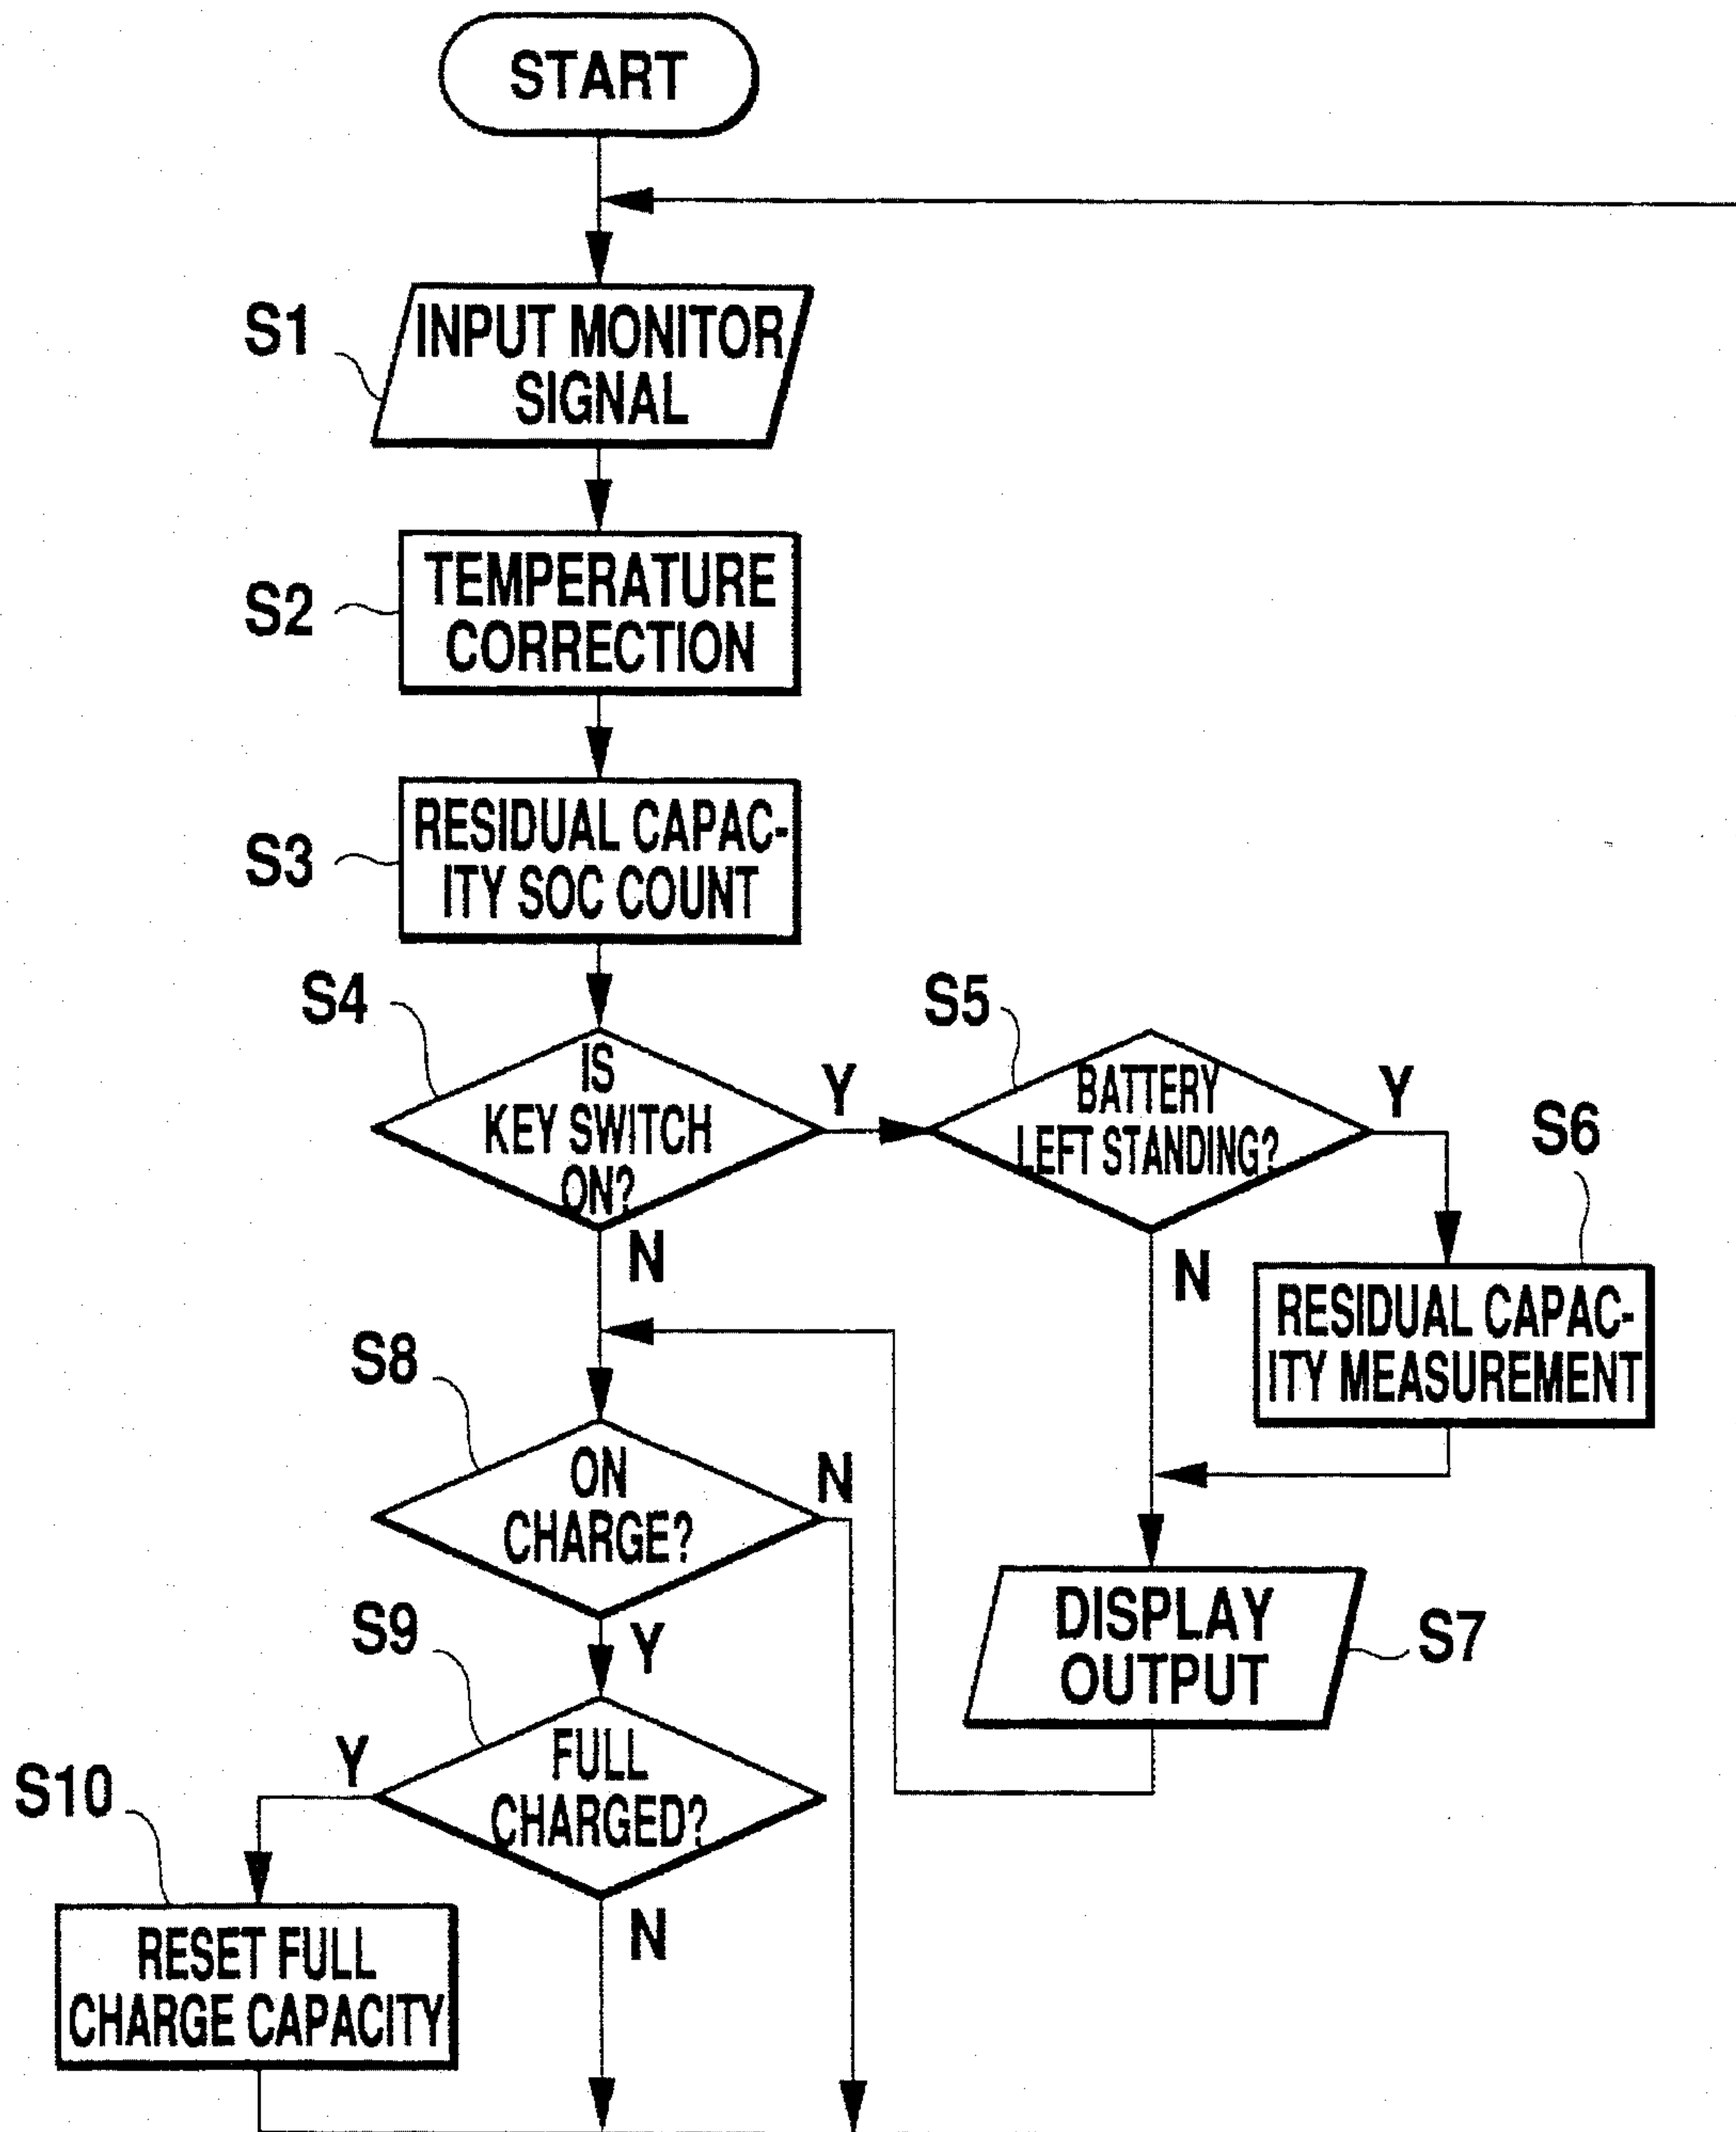 START
S1
INPUT MONITOR
SIGNAL
S2
TEMPERATURE
CORRECTION
S3
RESIDUAL CAPAC-
ITY SOC COUNT
S4
IS
KEY SWITCH
ON?
Y
N
S5
BATTERY
LEFT STANDING?
Y
N
S6
RESIDUAL CAPAC-
ITY MEASUREMENT
S7
DISPLAY
OUTPUT
S8
ON
CHARGE?
N
Y
S9
FULL
CHARGED?
Y
N
S10
RESET FULL
CHARGE CAPACITY